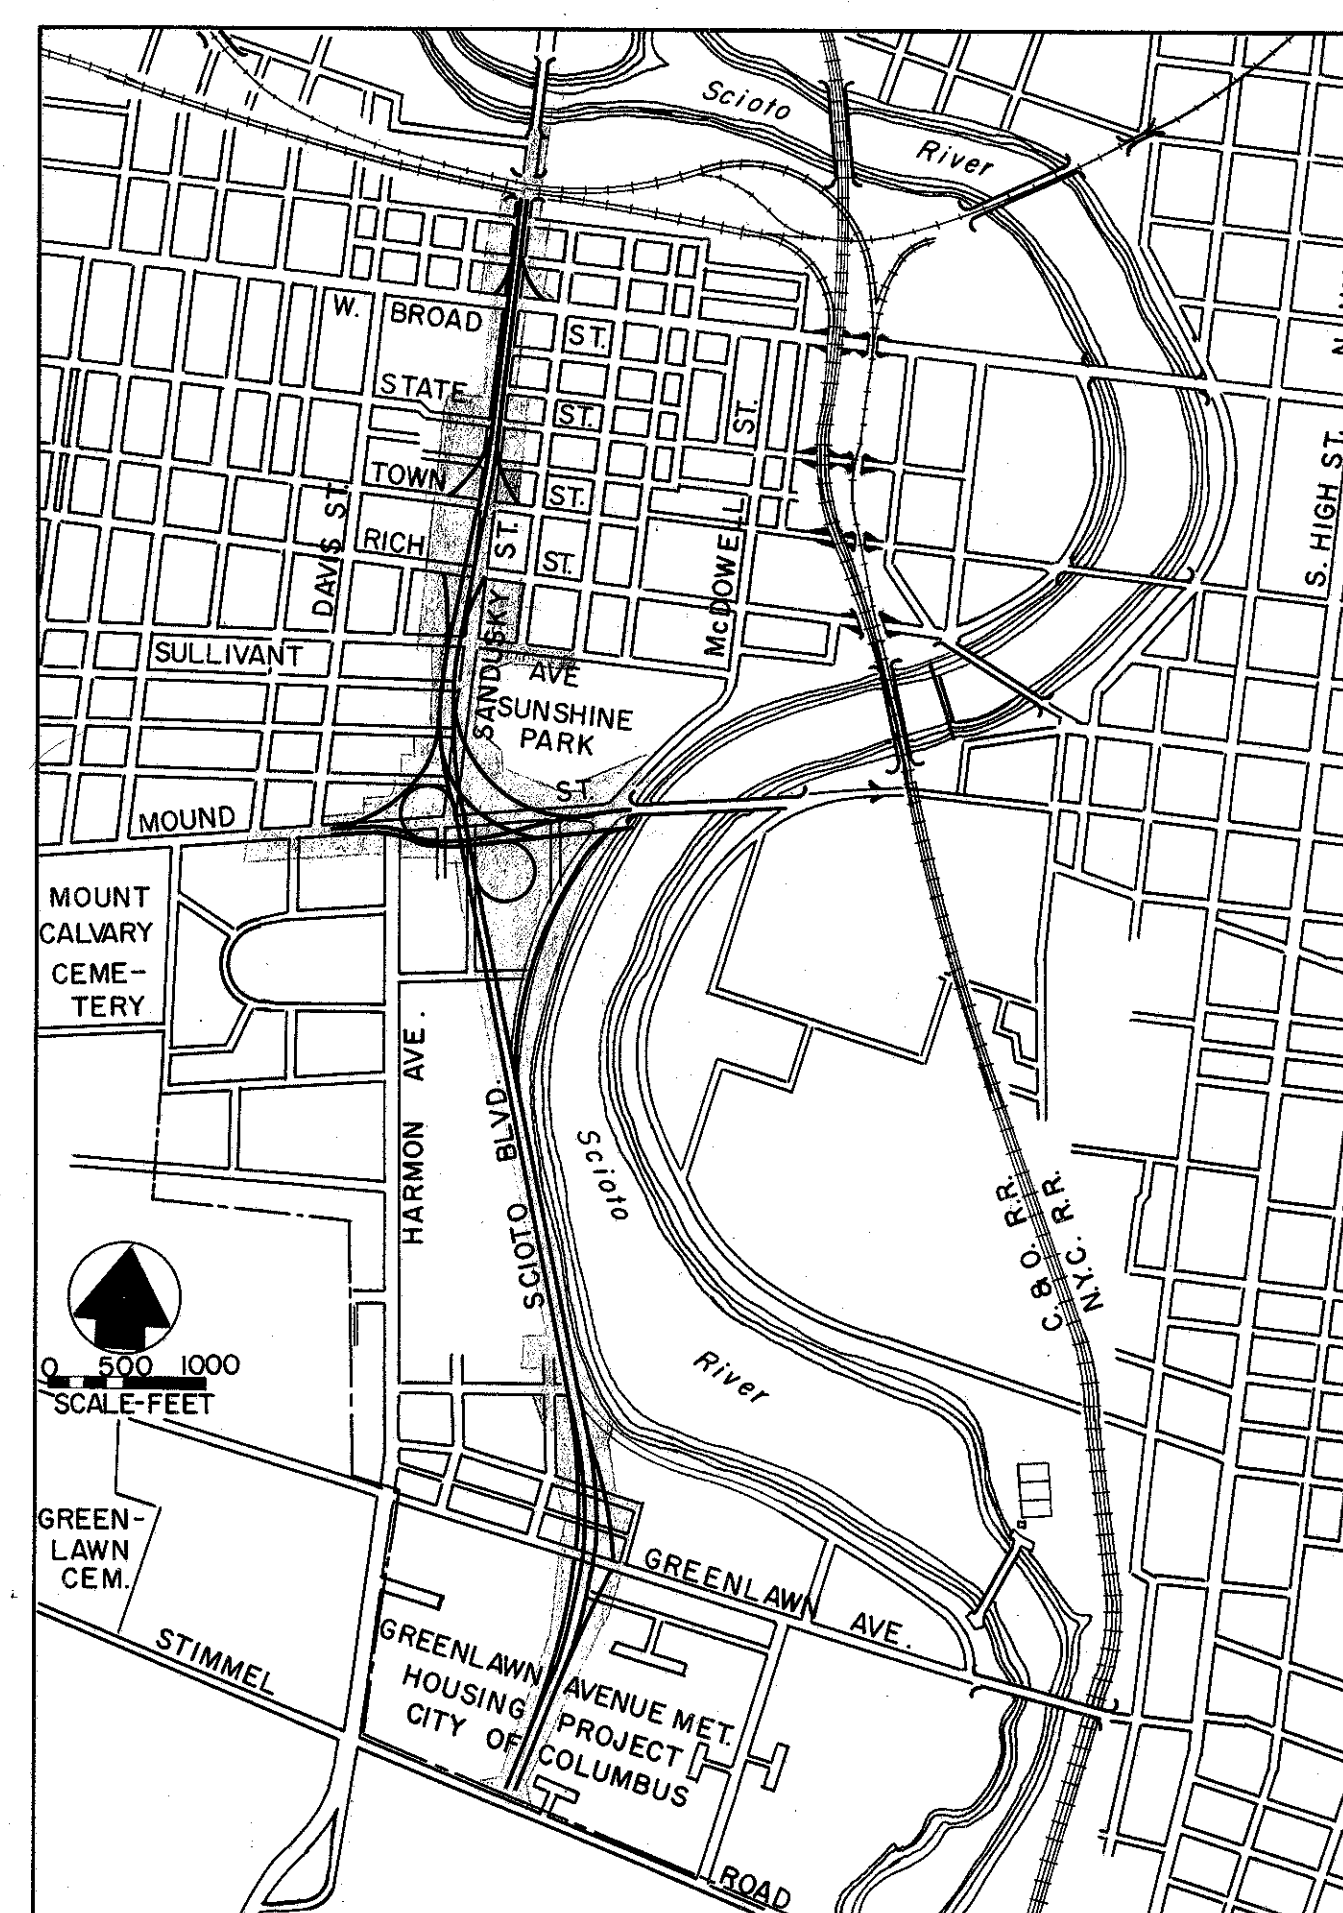 Scioto
River
W. BROAD
ST.
STATE
ST.
ST.
TOWN
ST.
DAVIS ST.
RICH
ST.
SANDUSKY ST.
McDOWELL
S. HIGH ST.
SULLIVANT
AVE
SUNSHINE
PARK
ST
MOUND
MOUNT
CALVARY
CEME-
TERY
HARMON AVE.
SCIOTO BLVD.
Scioto
River
C. & O. R.R.
N.Y.C. R.R.
0 500 1000
SCALE-FEET
GREEN-
LAWN
CEM.
GREENLAWN AVE.
STIMMEL
GREENLAWN AVENUE MET.
HOUSING PROJECT
CITY OF COLUMBUS
ROAD